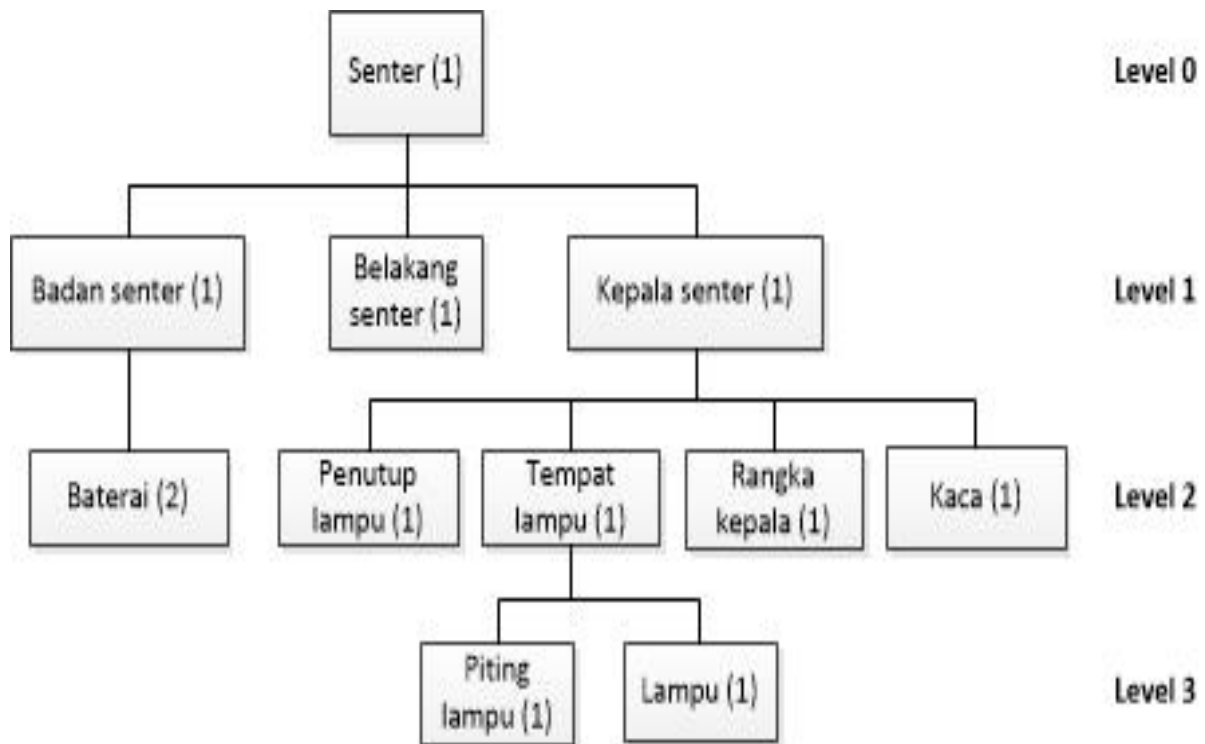 Senter (1)
Level 0
Badan senter (1)
Belakang
senter (1)
Kepala senter (1)
Level 1
Baterai (2)
Penutup
lampu (1)
Tempat
lampu (1)
Rangka
kepala (1)
Kaca (1)
Level 2
Piting
lampu (1)
Lampu (1)
Level 3